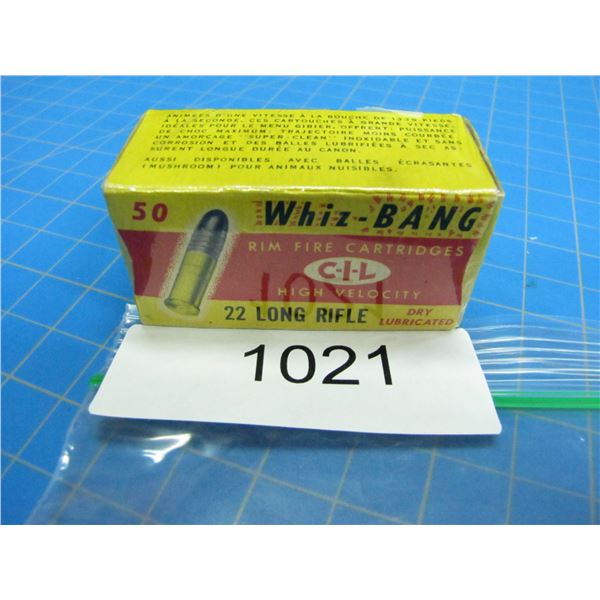 ANIMÉES D'UNE VITESSE À LA BOUCHE DE 1335 PIEDS
À LA SECONDE, CES CARTOUCHES À GRANDE VITESSE,
IDÉALES POUR LE MENU GIBIER, OFFRENT: PUISSANCE
DE CHOC MAXIMUM; TRAJECTOIRE MOINS COURBÉE;
UN AMORÇAGE "SUPER-CLEAN" INOXIDABLE ET SANS
CORROSION ET DES BALLES LUBRIFIÉES À SEC AS-
SURENT LONGUE DURÉE AU CANON.
AUSSI DISPONIBLES AVEC BALLES ÉCRASANTES
(MUSHROOM) POUR ANIMAUX NUISIBLES.
50 Whiz-BANG
RIM FIRE CARTRIDGES
C-I-L
HIGH VELOCITY
22 LONG RIFLE DRY
LUBRICATED
1021